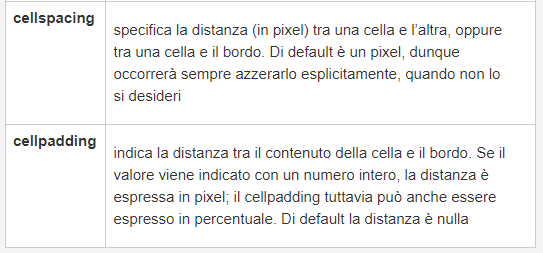 cellspacing
specifica la distanza (in pixel) tra una cella e l’altra, oppure
tra una cella e il bordo. Di default è un pixel, dunque
occorrerà sempre azzerarlo esplicitamente, quando non lo
si desideri
cellpadding
indica la distanza tra il contenuto della cella e il bordo. Se il
valore viene indicato con un numero intero, la distanza è
espressa in pixel; il cellpadding tuttavia può anche essere
espresso in percentuale. Di default la distanza è nulla